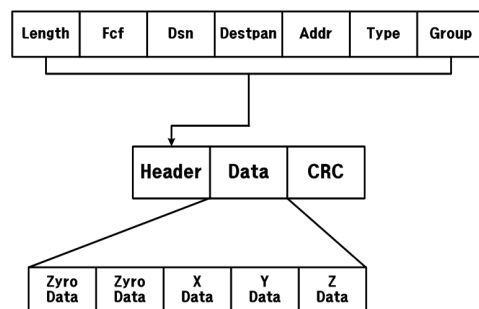 Length Fcf Dsn Destpan Addr Type Group
Header Data CRC
Zyro Data Zyro Data X Data Y Data Z Data